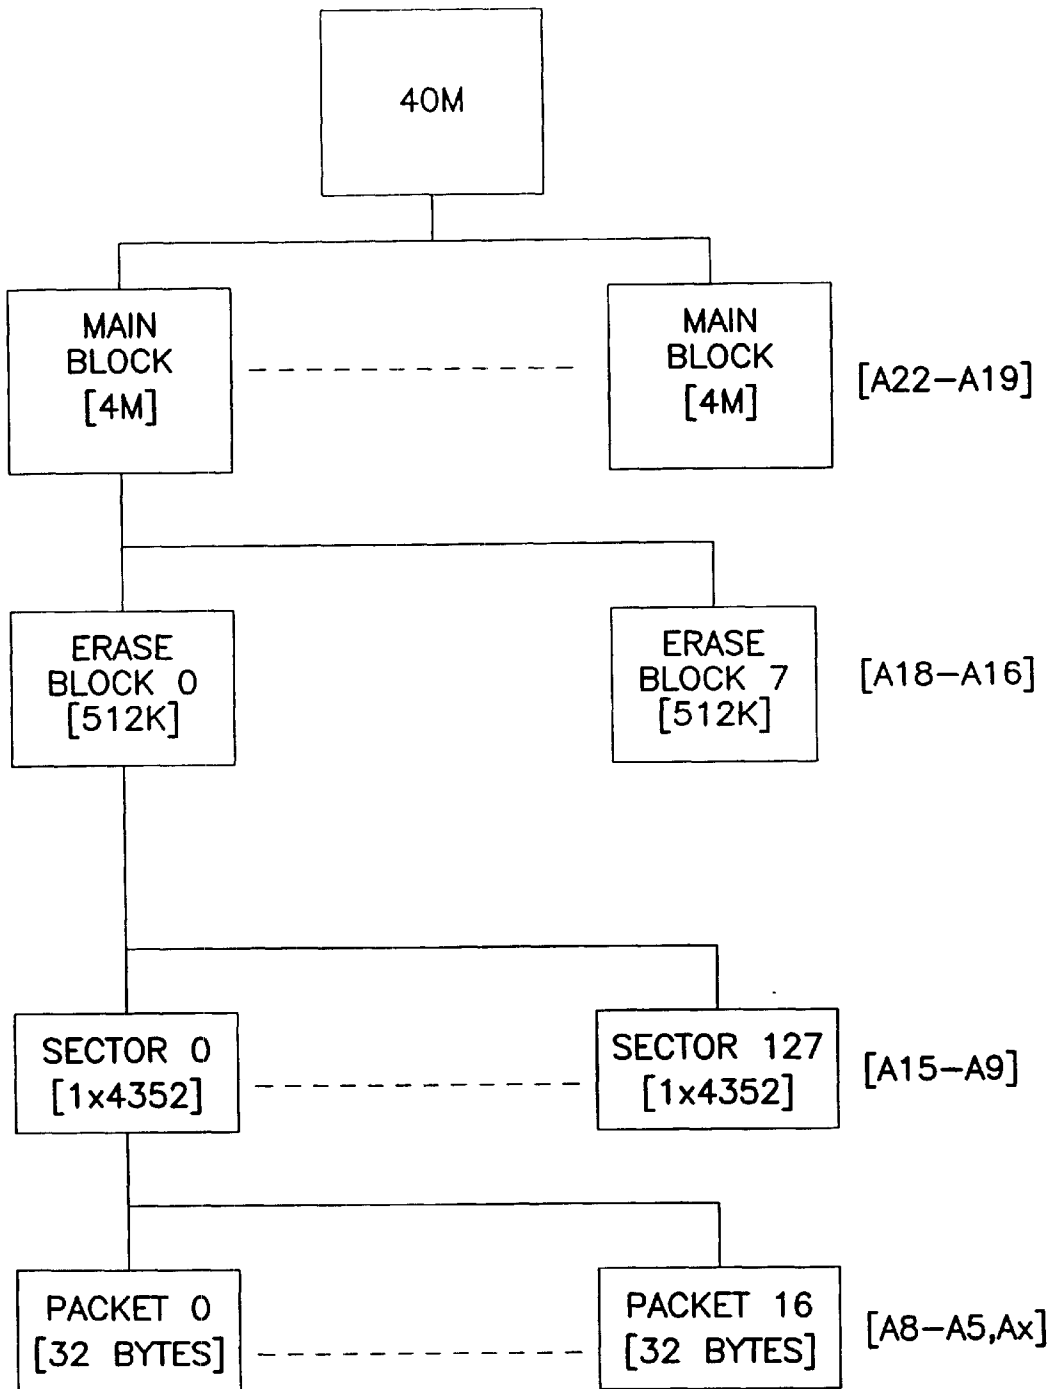 40M
MAIN
BLOCK
[4M]
MAIN
BLOCK
[4M]
[A22-A19]
ERASE
BLOCK 0
[512K]
ERASE
BLOCK 7
[512K]
[A18-A16]
SECTOR 0
[1x4352]
SECTOR 127
[1x4352]
[A15-A9]
PACKET 0
[32 BYTES]
PACKET 16
[32 BYTES]
[A8-A5,Ax]